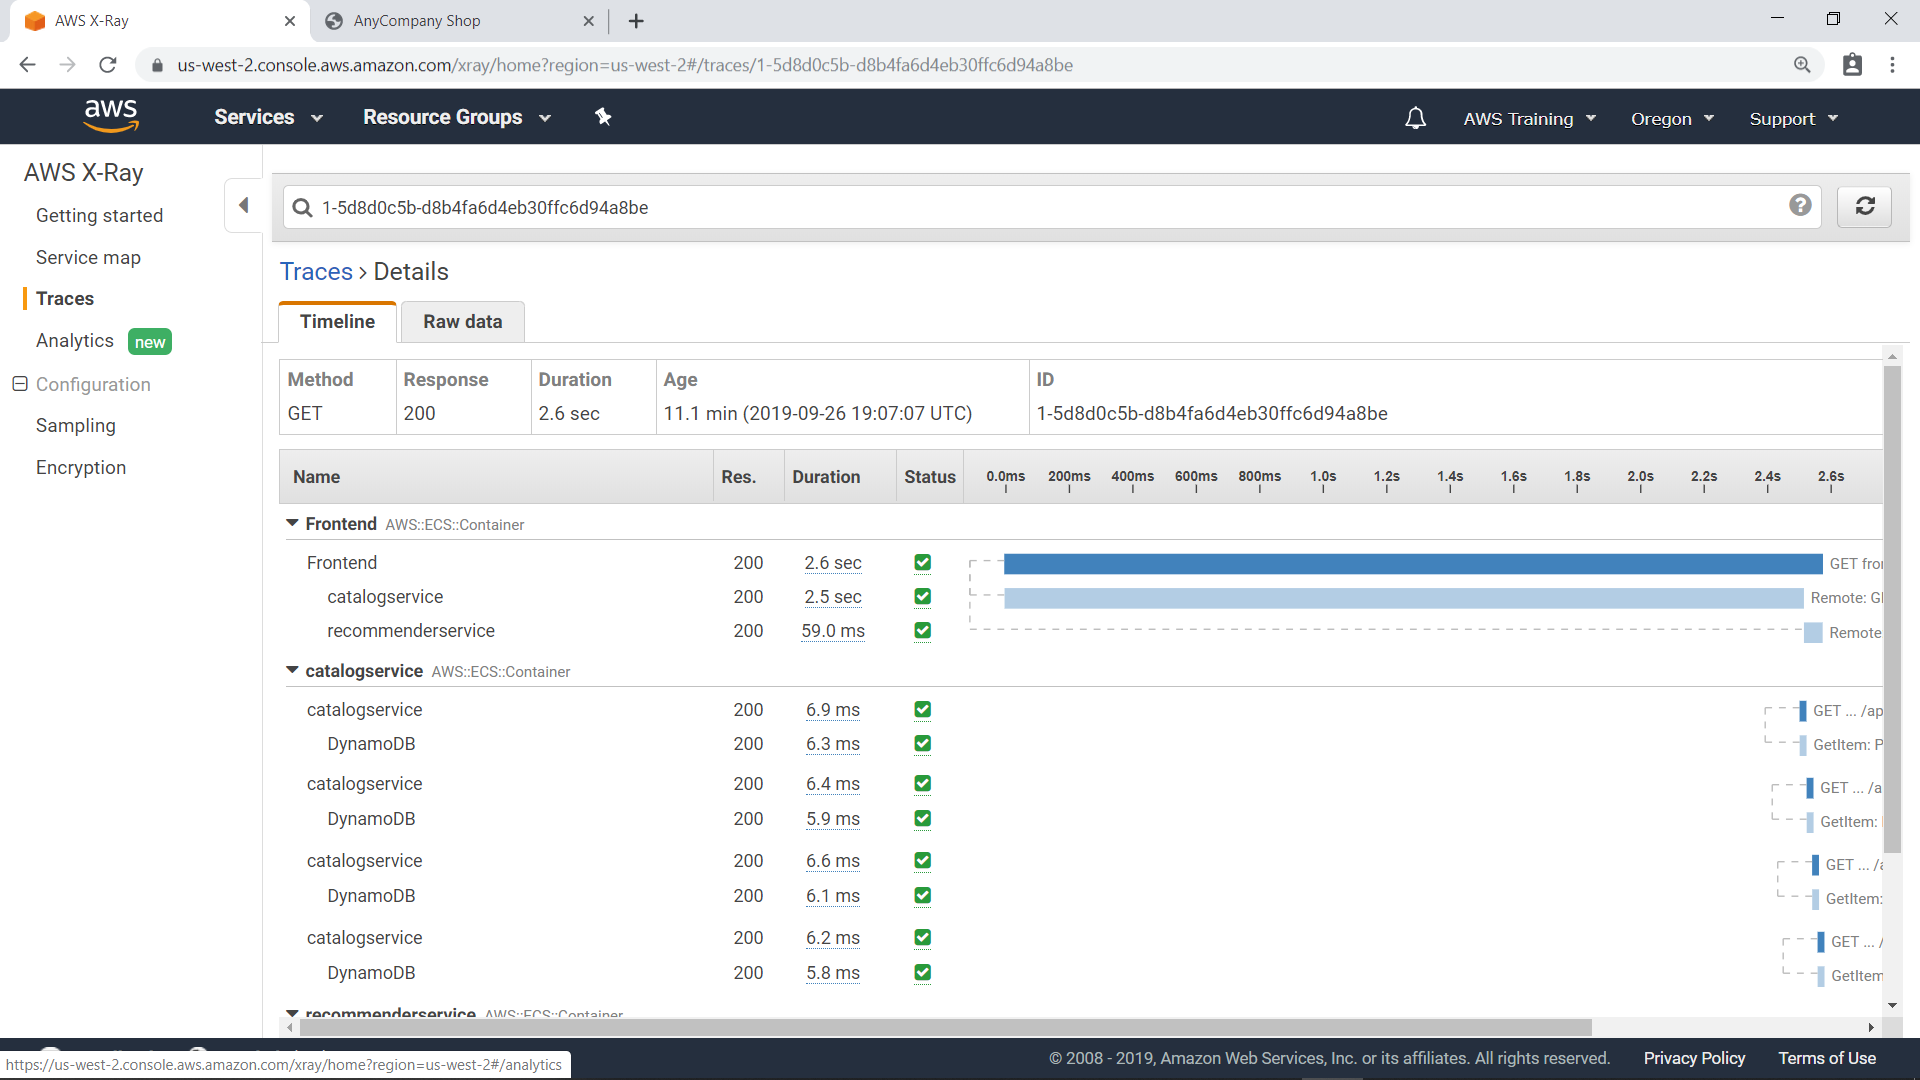 AWS X-Ray
AnyCompany Shop
us-west-2.console.aws.amazon.com/xray/home?region=us-west-2#/traces/1-5d8d0c5b-d8b4fa6d4eb30ffc6d94a8be
aws Services Resource Groups AWS Training Oregon Support
AWS X-Ray
Getting started
Service map
Traces
Analytics new
Configuration
Sampling
Encryption
1-5d8d0c5b-d8b4fa6d4eb30ffc6d94a8be
Traces > Details
Timeline Raw data
Method Response Duration Age ID
GET 200 2.6 sec 11.1 min (2019-09-26 19:07:07 UTC) 1-5d8d0c5b-d8b4fa6d4eb30ffc6d94a8be
Name Res. Duration Status 0.0ms 200ms 400ms 600ms 800ms 1.0s 1.2s 1.4s 1.6s 1.8s 2.0s 2.2s 2.4s 2.6s
Frontend AWS::ECS::Container
Frontend 200 2.6 sec GET fro
catalogservice 200 2.5 sec Remote: G
recommenderservice 200 59.0 ms Remote
catalogservice AWS::ECS::Container
catalogservice 200 6.9 ms GET ... /ap
DynamoDB 200 6.3 ms GetItem: P
catalogservice 200 6.4 ms GET ... /a
DynamoDB 200 5.9 ms GetItem:
catalogservice 200 6.6 ms GET ... /a
DynamoDB 200 6.1 ms GetItem:
catalogservice 200 6.2 ms GET ... /
DynamoDB 200 5.8 ms GetItem
recommenderservice AWS::ECS::Container
https://us-west-2.console.aws.amazon.com/xray/home?region=us-west-2#/analytics
© 2008 - 2019, Amazon Web Services, Inc. or its affiliates. All rights reserved. Privacy Policy Terms of Use